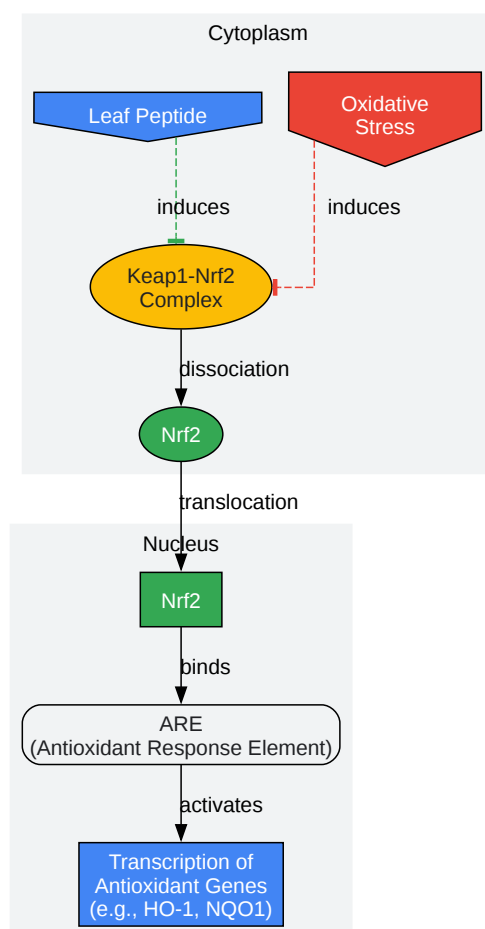 Cytoplasm
Leaf Peptide
Oxidative
Stress
induces
induces
Keap1-Nrf2
Complex
dissociation
Nrf2
translocation
Nucleus
Nrf2
binds
ARE
(Antioxidant Response Element)
activates
Transcription of
Antioxidant Genes
(e.g., HO-1, NQO1)